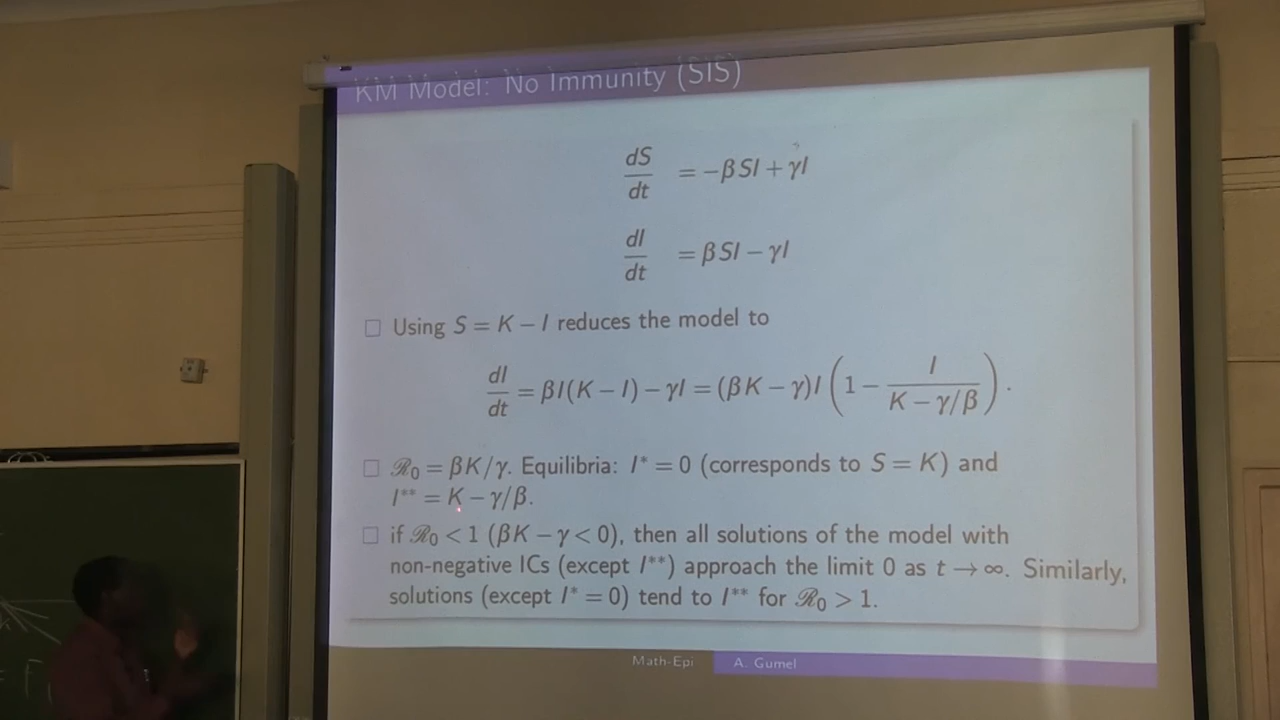 KM Model: No Immunity (SIS)
dS/dt = −βSI + γI
dI/dt = βSI − γI
Using S = K − I reduces the model to
dI/dt = βI(K − I) − γI = (βK − γ)I (1 − I/(K − γ/β)).
ℛ₀ = βK/γ. Equilibria: I* = 0 (corresponds to S = K) and
I** = K − γ/β.
if ℛ₀ < 1 (βK − γ < 0), then all solutions of the model with
non-negative ICs (except I**) approach the limit 0 as t → ∞. Similarly,
solutions (except I* = 0) tend to I** for ℛ₀ > 1.
Math-Epi A. Gumel